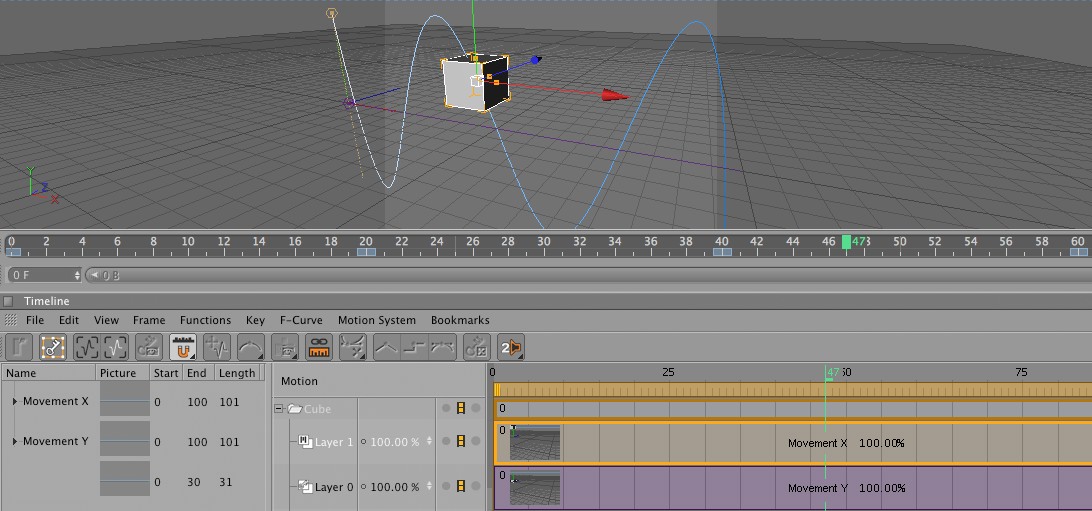 Y
Z
X
0 2 4 6 8 10 12 14 16 18 20 22 24 26 28 30 32 34 36 38 40 42 44 46 47 50 52 54 56 58 60
0 F
0 B
Timeline
File Edit View Frame Functions Key F-Curve Motion System Bookmarks
2
Name Picture Start End Length
Motion
0 25 47 50 75
Movement X 0 100 101
Cube
0
Movement Y 0 100 101
Layer 1 100.00 %
0
Movement X 100.00%
0 30 31
Layer 0 100.00 %
0
Movement Y 100.00%